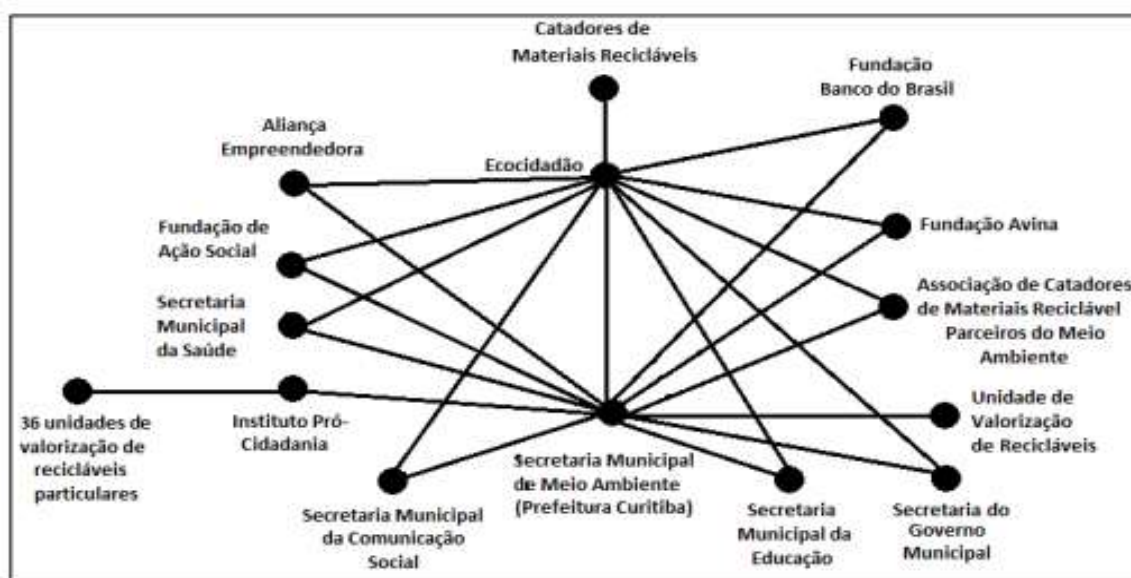 Catadores de
Materiais Recicláveis
Fundação
Banco do Brasil
Aliança
Empreendedora
Ecocidadão
Fundação de
Ação Social
Fundação Avina
Secretaria
Municipal
da Saúde
Associação de Catadores
de Materiais Reciclável
Parceiros do Meio
Ambiente
36 unidades de
valorização de
recicláveis
particulares
Instituto Pró-
Cidadania
Unidade de
Valorização
de Recicláveis
Secretaria Municipal
da Comunicação
Social
Secretaria Municipal
de Meio Ambiente
(Prefeitura Curitiba)
Secretaria
Municipal da
Educação
Secretaria do
Governo
Municipal